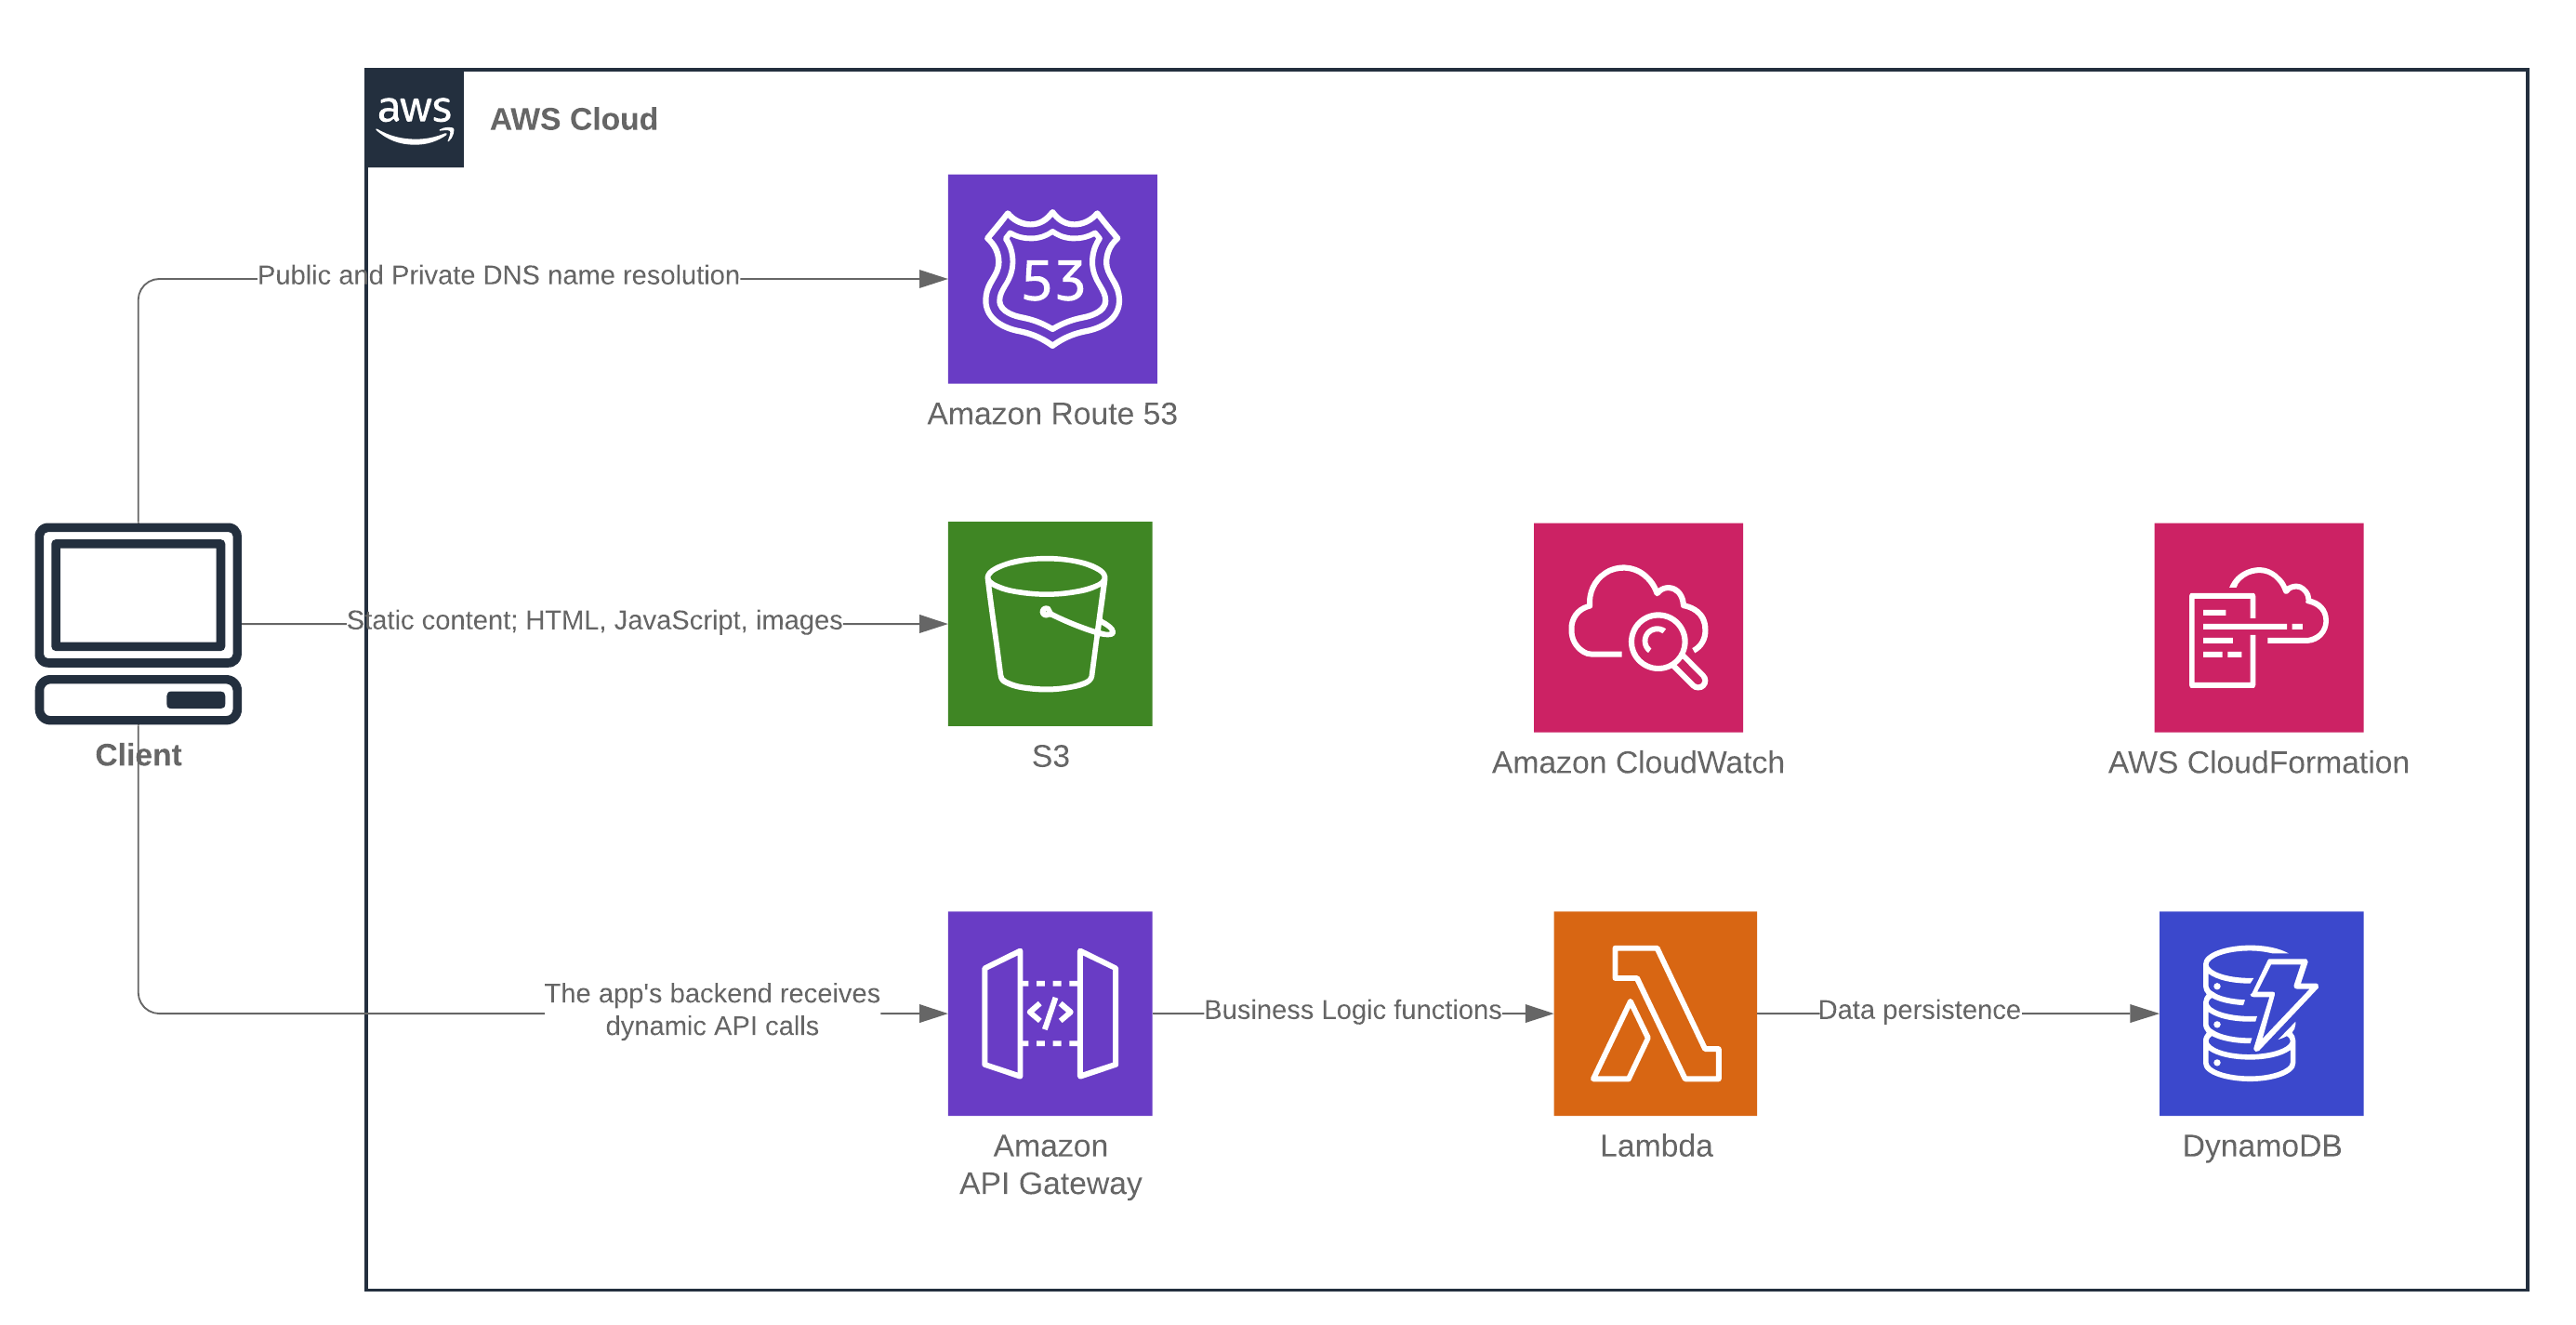 aws
AWS Cloud
Public and Private DNS name resolution
53
Amazon Route 53
Static content; HTML, JavaScript, images
Client
S3
Amazon CloudWatch
AWS CloudFormation
The app's backend receives
dynamic API calls
</>
Business Logic functions
Data persistence
Amazon
API Gateway
Lambda
DynamoDB